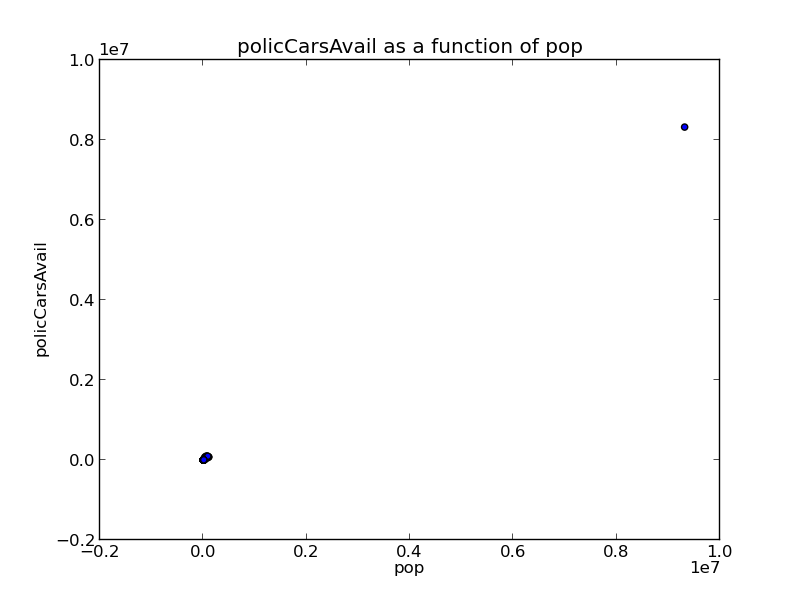 policCarsAvail as a function of pop
1e7
1.0
0.8
0.6
0.4
0.2
0.0
−0.2
policCarsAvail
−0.2 0.0 0.2 0.4 0.6 0.8 1.0
pop
1e7